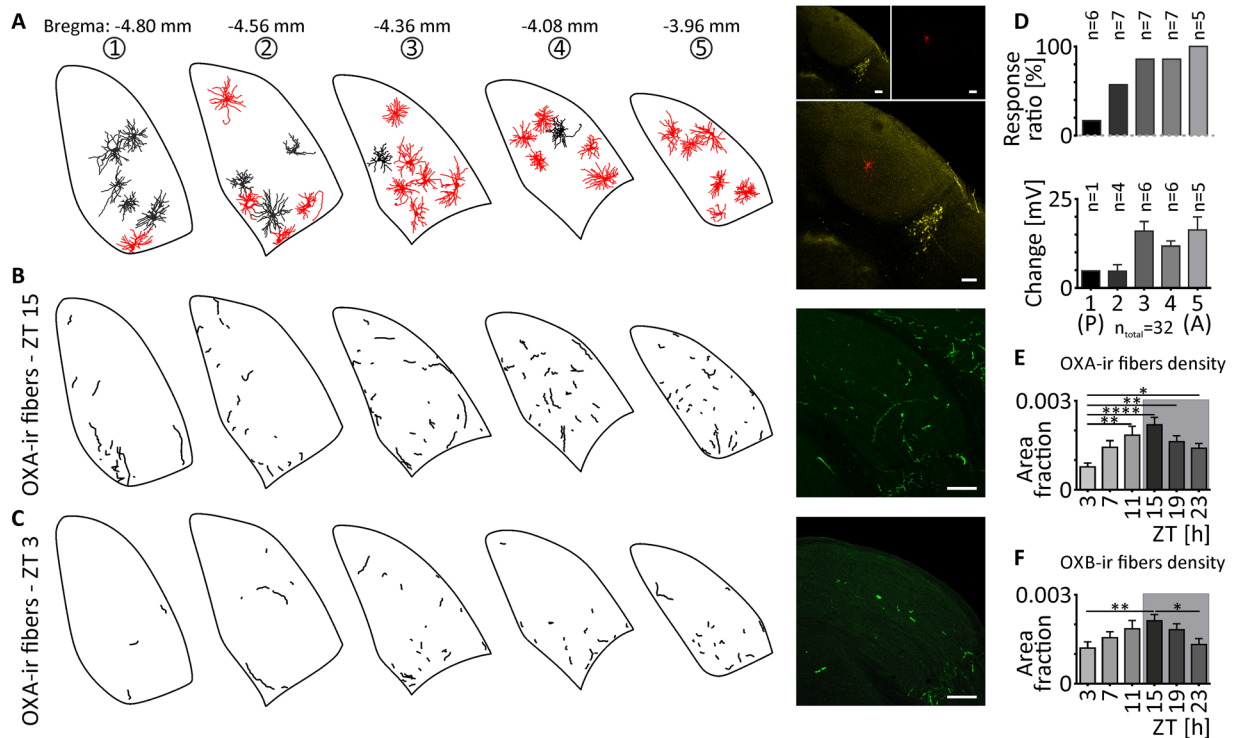 A
Bregma: -4.80 mm
-4.56 mm
-4.36 mm
-4.08 mm
-3.96 mm
①
②
③
④
⑤
B
OXA-ir fibers - ZT 15
C
OXA-ir fibers - ZT 3
D
n=6
n=7
n=7
n=7
n=5
Response
ratio [%]
100
0
n=1
n=4
n=6
n=6
n=5
Change [mV]
25
0
1 2 3 4 5
(P) n_total=32 (A)
E OXA-ir fibers density
*
**
****
**
0.003
Area
fraction
0
3 7 11 15 19 23
ZT [h]
F OXB-ir fibers density
** *
0.003
Area
fraction
0
3 7 11 15 19 23
ZT [h]